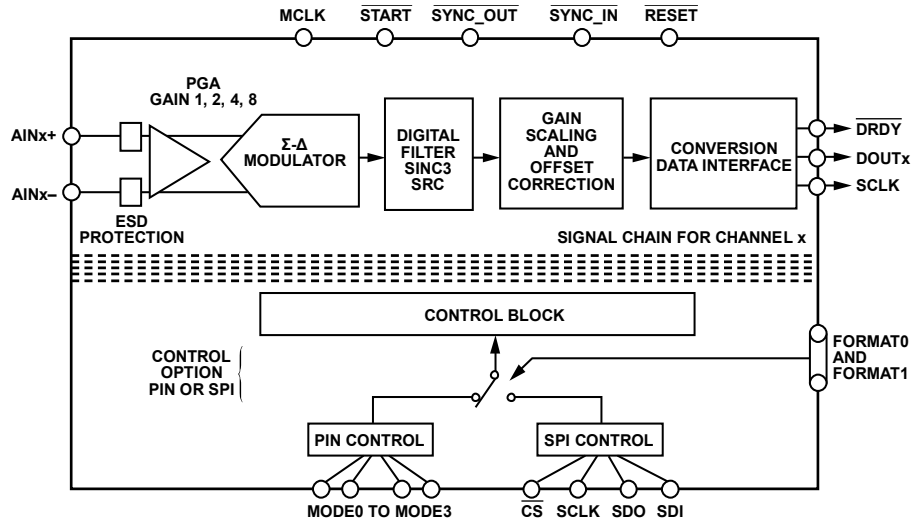 MCLK
START
SYNC_OUT
SYNC_IN
RESET
PGA
GAIN 1, 2, 4, 8
AINx+
AINx–
ESD
PROTECTION
Σ-Δ
MODULATOR
DIGITAL
FILTER
SINC3
SRC
GAIN
SCALING
AND
OFFSET
CORRECTION
CONVERSION
DATA INTERFACE
DRDY
DOUTx
SCLK
SIGNAL CHAIN FOR CHANNEL x
CONTROL BLOCK
CONTROL
OPTION
PIN OR SPI
FORMAT0
AND
FORMAT1
PIN CONTROL
SPI CONTROL
MODE0 TO MODE3
CS
SCLK
SDO
SDI